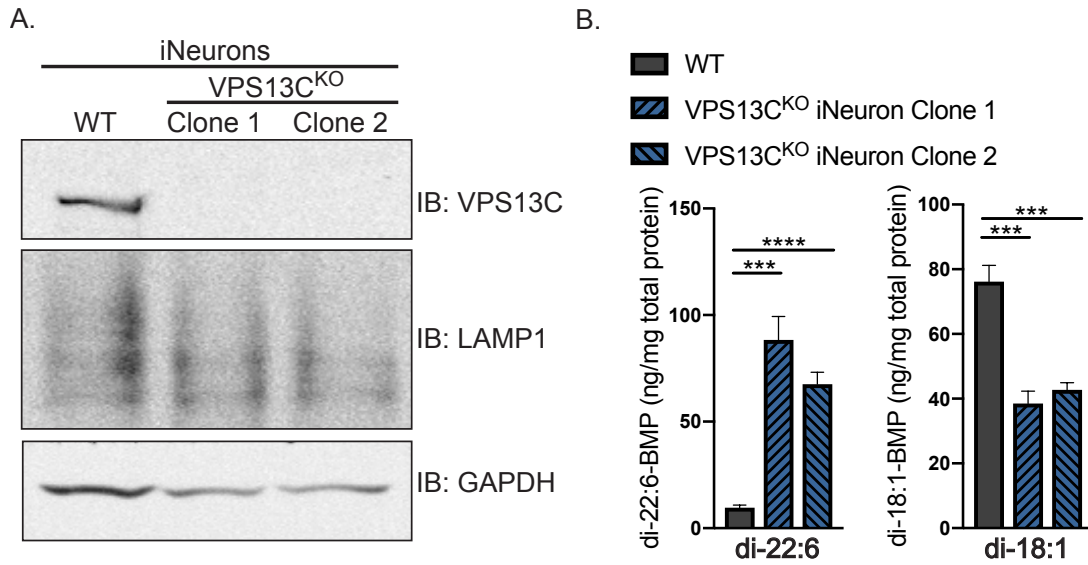 A.
iNeurons
VPS13CKO
WT Clone 1 Clone 2
IB: VPS13C
IB: LAMP1
IB: GAPDH
B.
WT
VPS13CKO iNeuron Clone 1
VPS13CKO iNeuron Clone 2
di-22:6-BMP (ng/mg total protein)
150
100
50
0
****
***
di-22:6
di-18:1-BMP (ng/mg total protein)
100
80
60
40
20
0
***
***
di-18:1